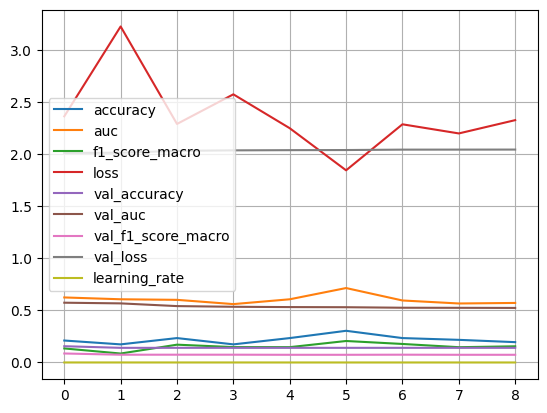 3.0
2.5
2.0
1.5
1.0
0.5
0.0
accuracy
auc
f1_score_macro
loss
val_accuracy
val_auc
val_f1_score_macro
val_loss
learning_rate
0 1 2 3 4 5 6 7 8